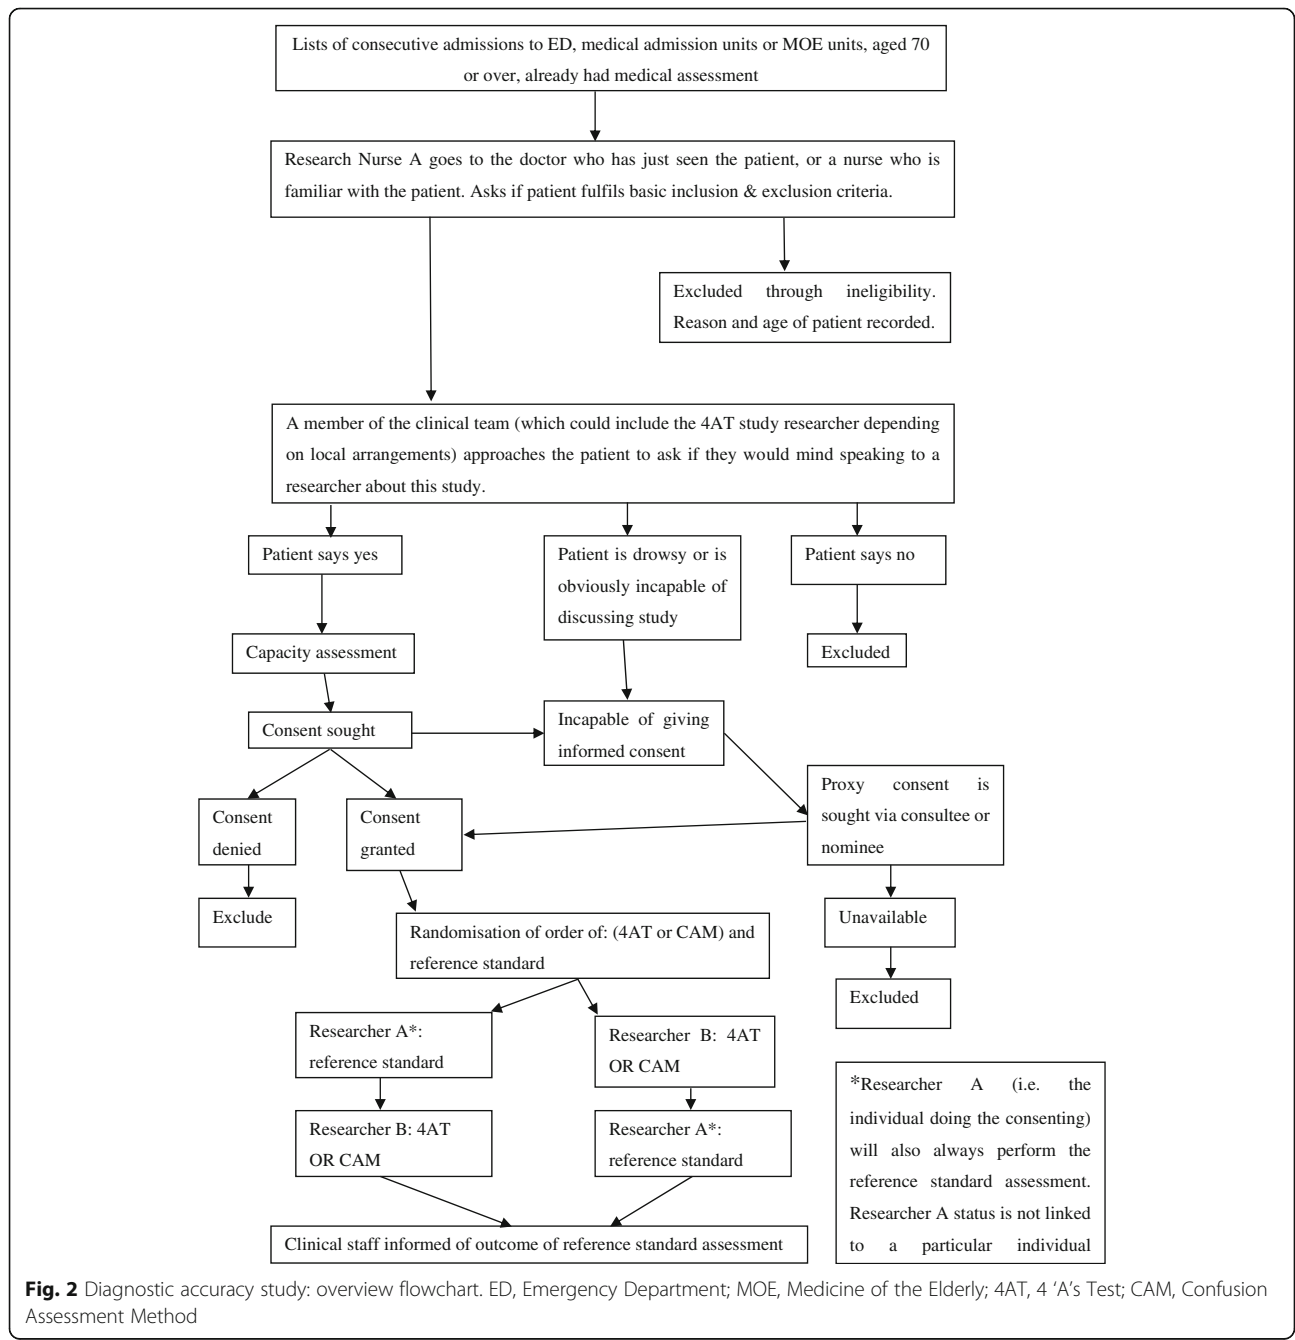 Lists of consecutive admissions to ED, medical admission units or MOE units, aged 70
or over, already had medical assessment
Research Nurse A goes to the doctor who has just seen the patient, or a nurse who is
familiar with the patient. Asks if patient fulfils basic inclusion & exclusion criteria.
Excluded through ineligibility.
Reason and age of patient recorded.
A member of the clinical team (which could include the 4AT study researcher depending
on local arrangements) approaches the patient to ask if they would mind speaking to a
researcher about this study.
Patient says yes
Patient is drowsy or is
obviously incapable of
discussing study
Patient says no
Capacity assessment
Excluded
Consent sought
Incapable of giving
informed consent
Proxy consent is
sought via consultee or
nominee
Consent
denied
Consent
granted
Exclude
Unavailable
Randomisation of order of: (4AT or CAM) and
reference standard
Excluded
Researcher A*:
reference standard
Researcher B: 4AT
OR CAM
Researcher B: 4AT
OR CAM
Researcher A*:
reference standard
*Researcher A (i.e. the
individual doing the consenting)
will also always perform the
reference standard assessment.
Researcher A status is not linked
to a particular individual
Clinical staff informed of outcome of reference standard assessment
Fig. 2 Diagnostic accuracy study: overview flowchart. ED, Emergency Department; MOE, Medicine of the Elderly; 4AT, 4 ‘A’s Test; CAM, Confusion
Assessment Method